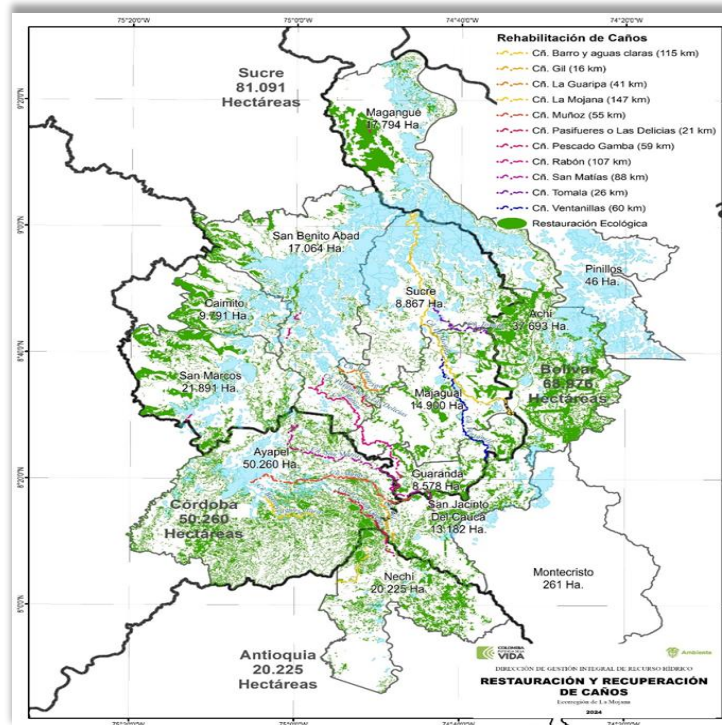 75°20'0"W 75°0'0"W 74°40'0"W 74°20'0"W
Rehabilitación de Caños
Cñ. Barro y aguas claras (115 km)
Cñ. Gil (16 km)
Cñ. La Guaripa (41 km)
Cñ. La Mojana (147 km)
Cñ. Muñoz (55 km)
Cñ. Pasifueres o Las Delicias (21 km)
Cñ. Pescado Gamba (59 km)
Cñ. Rabón (107 km)
Cñ. San Matías (88 km)
Cñ. Tomala (26 km)
Cñ. Ventanillas (60 km)
Restauración Ecológica
Sucre
81.091
Hectáreas
Magangué
17.794 Ha.
San Benito Abad
17.064 Ha.
Pinillos
46 Ha.
Sucre
8.867 Ha.
Caimito
9.791 Ha.
Achí
37.693 Ha.
San Marcos
21.891 Ha.
Bolívar
68.976
Hectáreas
Majagual
14.900 Ha.
Ayapel
50.260 Ha.
Guaranda
8.578 Ha.
Córdoba
50.260
Hectáreas
San Jacinto
Del Cauca
13.182 Ha.
Nechí
20.225 Ha.
Montecristo
261 Ha.
Antioquia
20.225
Hectáreas
COLOMBIA
VIDA
Ambiente
DIRECCIÓN DE GESTIÓN INTEGRAL DE RECURSO HÍDRICO
RESTAURACIÓN Y RECUPERACIÓN
DE CAÑOS
Ecorregión de La Mojana
2024